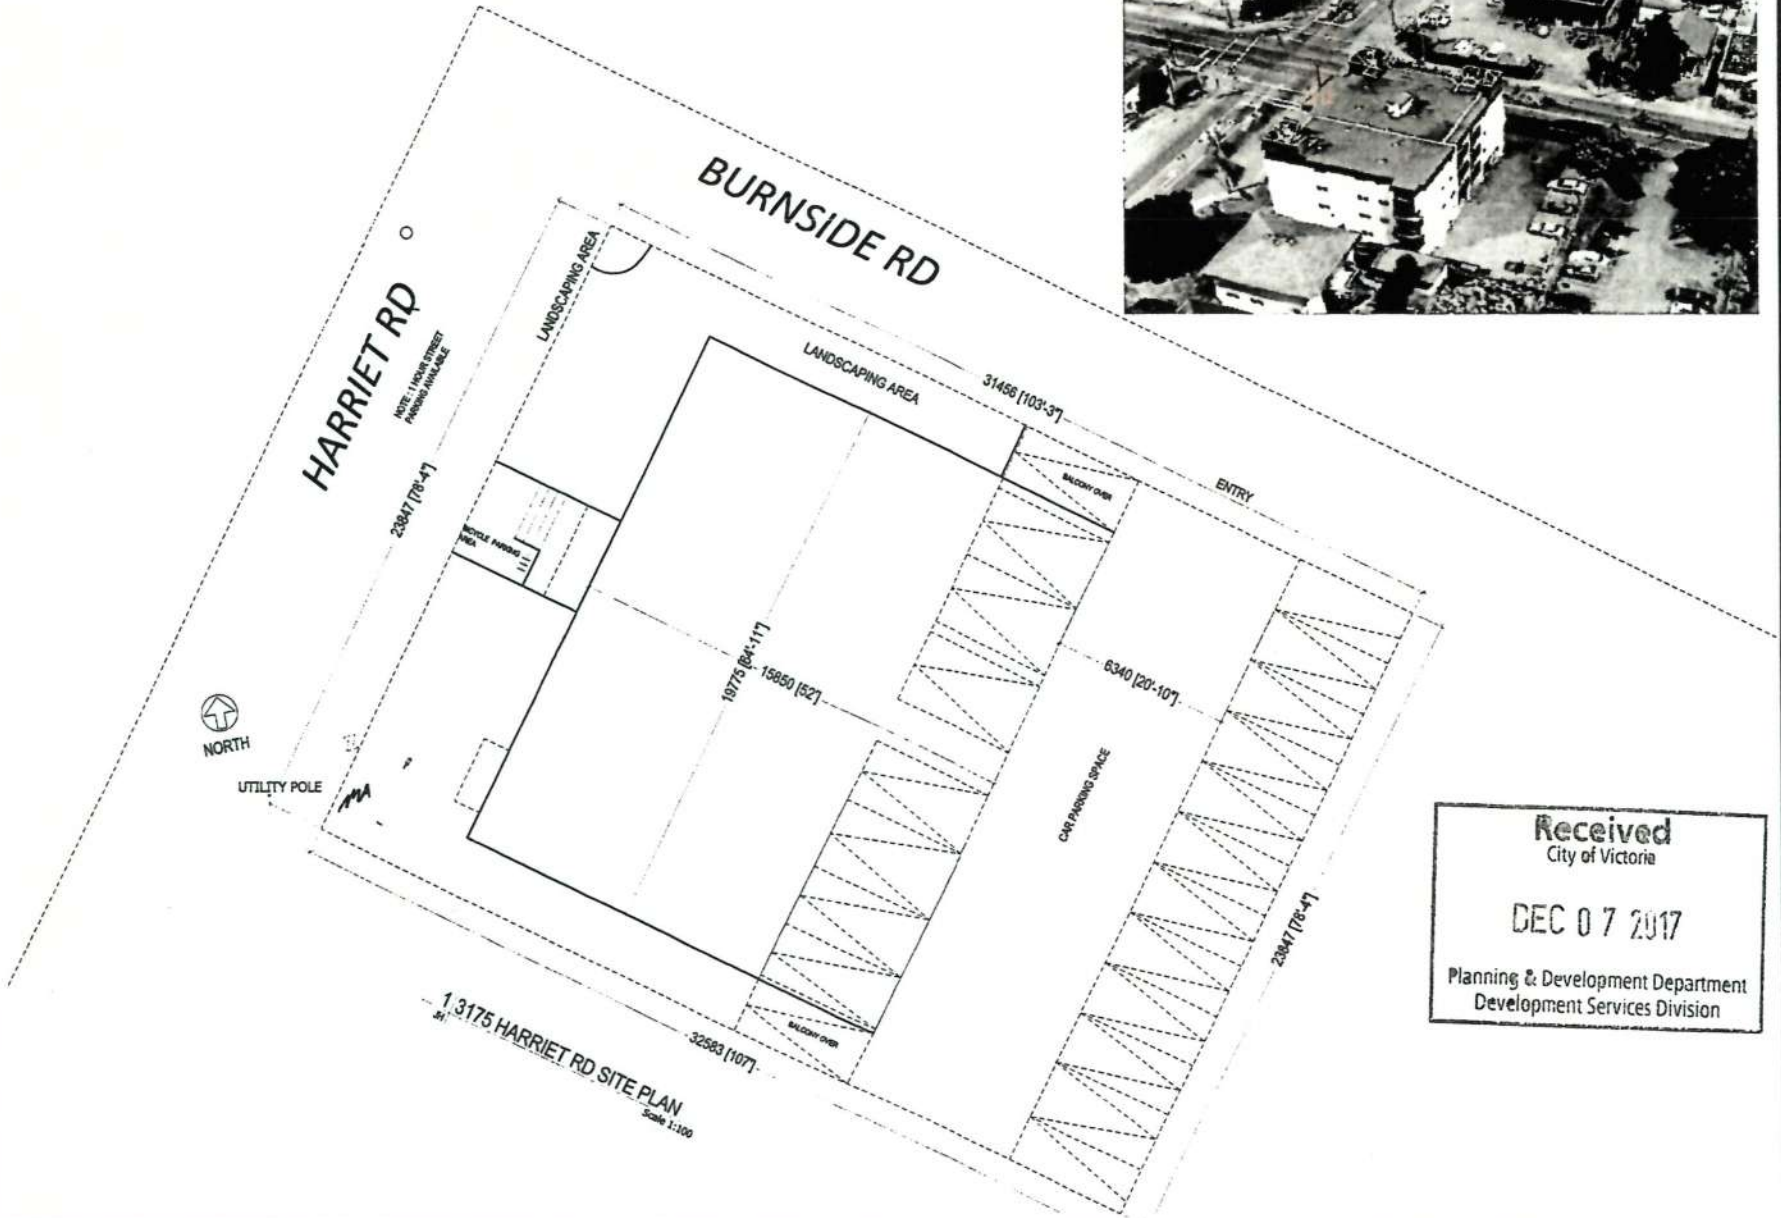 BURNSIDE RD
HARRIET RD
NOTE : 1 HOUR STREET
PARKING AVAILABLE
LANDSCAPING AREA
LANDSCAPING AREA
31456 [103'-3"]
23847 [78'-4"]
BALCONY OVER
ENTRY
BICYCLE PARKING
AREA
19775 [64'-11"]
15850 [52']
6340 [20'-10"]
NORTH
UTILITY POLE
CAR PARKING SPACE
23847 [78'-4"]
BALCONY OVER
32583 [107']
1 3175 HARRIET RD SITE PLAN
Scale 1:100
Received
City of Victoria
DEC 07 2017
Planning & Development Department
Development Services Division